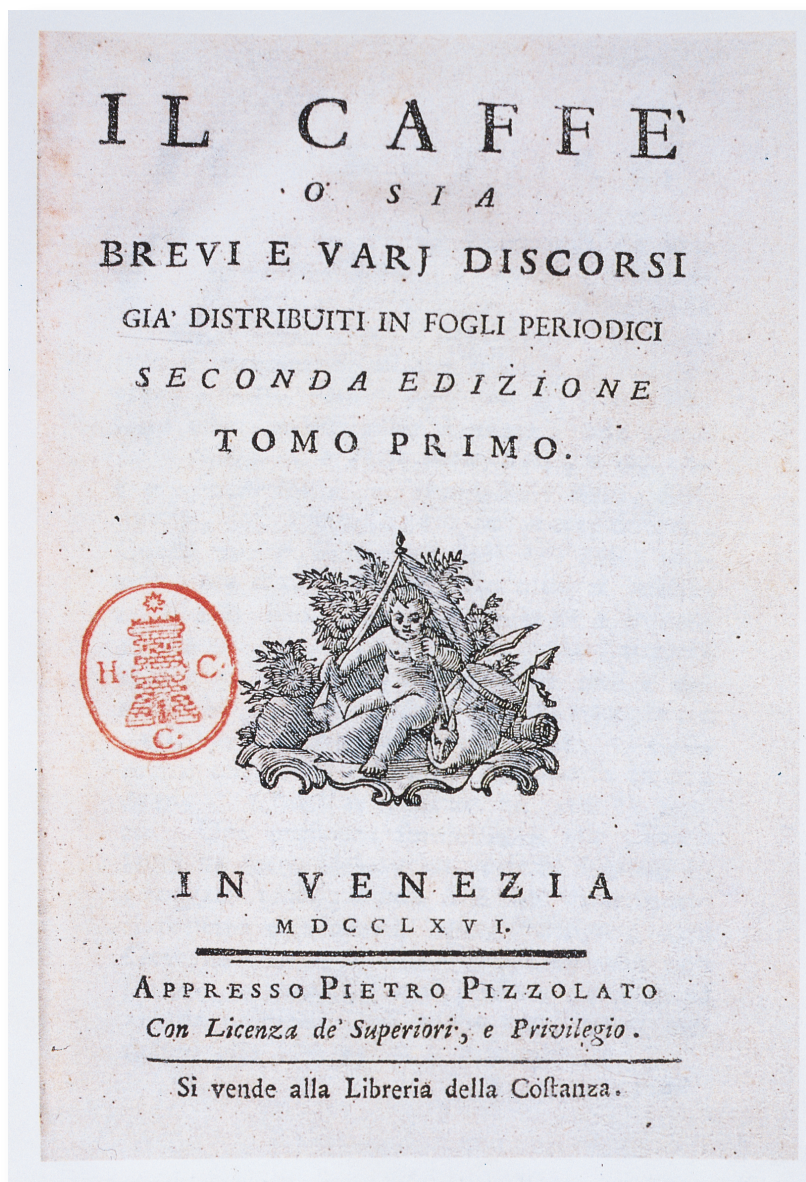 IL CAFFE'
O SIA
BREVI E VARJ DISCORSI
GIA' DISTRIBUITI IN FOGLI PERIODICI
SECONDA EDIZIONE
TOMO PRIMO.
H. C.
C.
IN VENEZIA
MDCCLXVI.
APPRESSO PIETRO PIZZOLATO
Con Licenza de' Superiori, e Privilegio.
Si vende alla Libreria della Coſtanza.